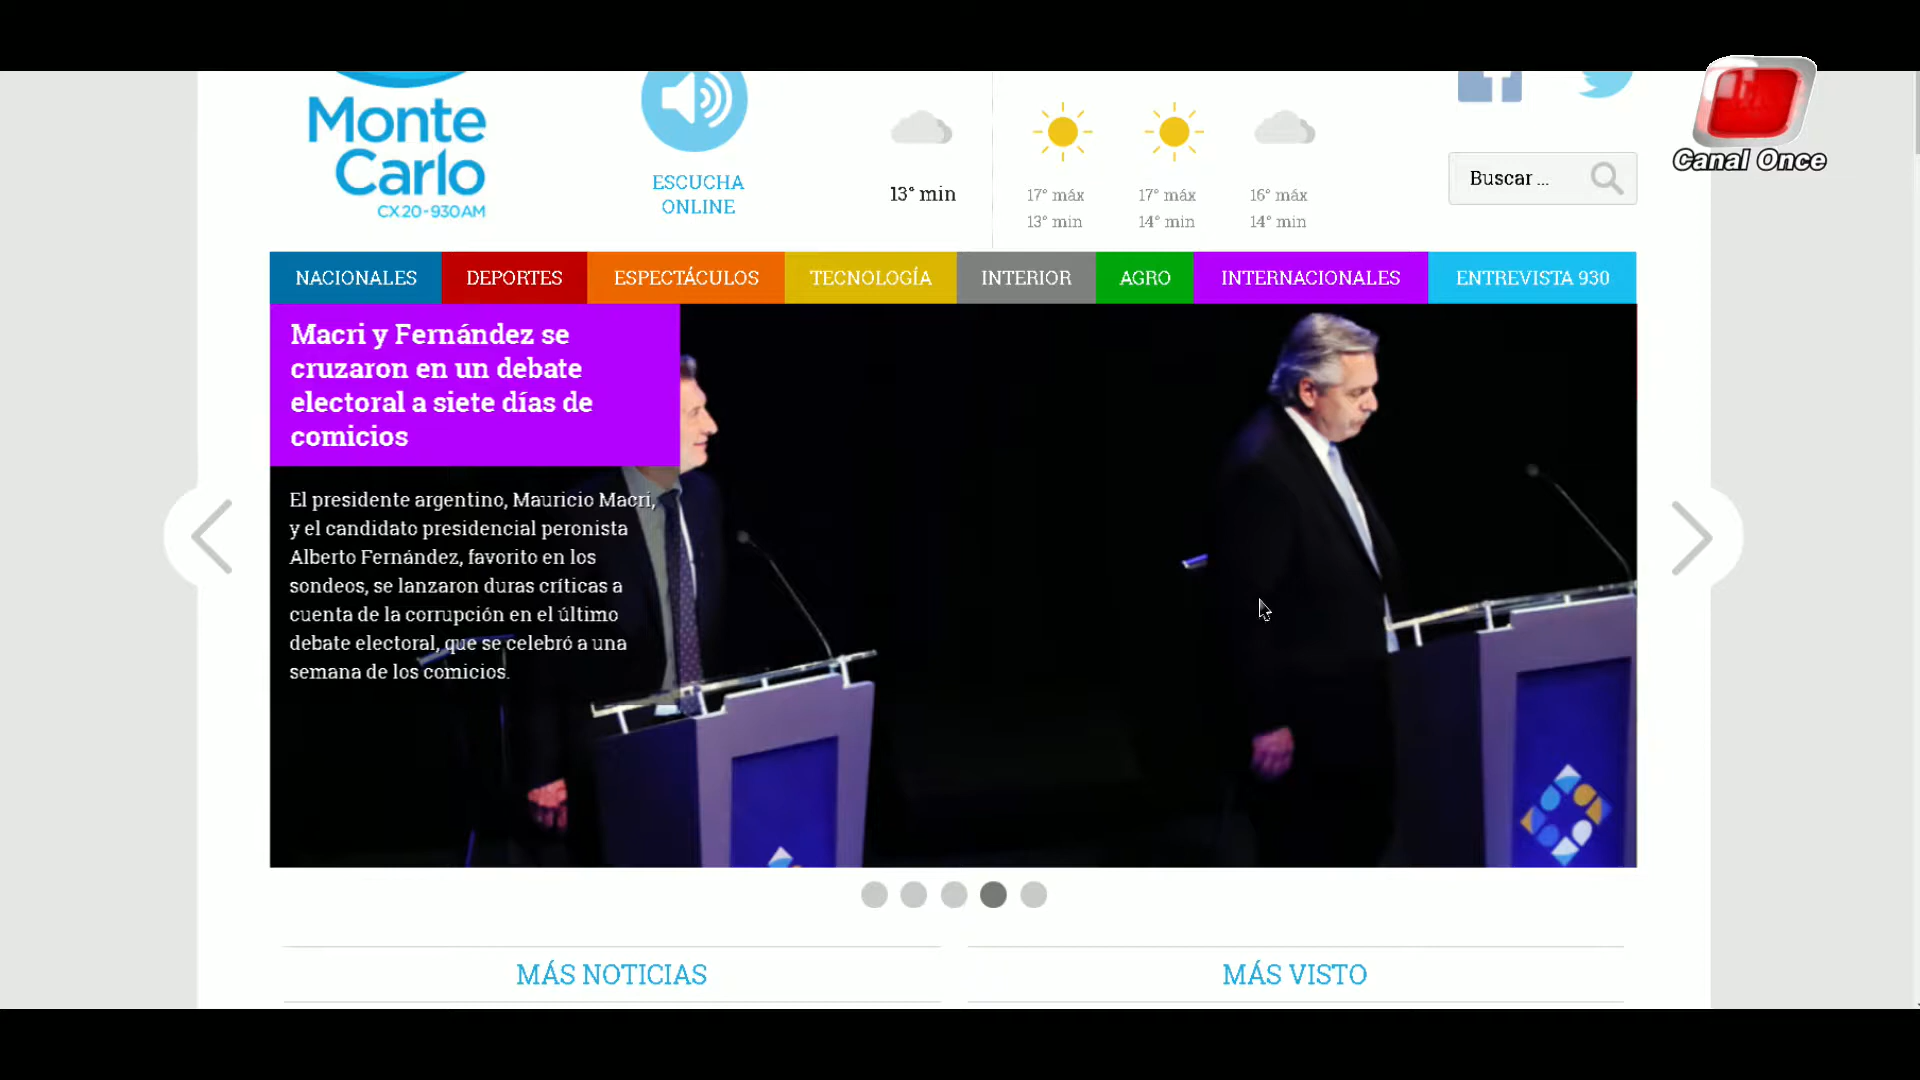 Monte
Carlo
CX20-930AM
ESCUCHA
ONLINE
13° min
17° máx
13° min
17° máx
14° min
16° máx
14° min
Buscar ...
Canal Once
NACIONALES
DEPORTES
ESPECTÁCULOS
TECNOLOGÍA
INTERIOR
AGRO
INTERNACIONALES
ENTREVISTA 930
Macri y Fernández se
cruzaron en un debate
electoral a siete días de
comicios
El presidente argentino, Mauricio Macri,
y el candidato presidencial peronista
Alberto Fernández, favorito en los
sondeos, se lanzaron duras críticas a
cuenta de la corrupción en el último
debate electoral, que se celebró a una
semana de los comicios.
MÁS NOTICIAS
MÁS VISTO